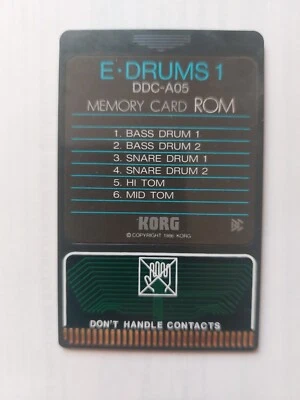 E·DRUMS 1
DDC-A05
MEMORY CARD ROM
1. BASS DRUM 1
2. BASS DRUM 2
3. SNARE DRUM 1
4. SNARE DRUM 2
5. HI TOM
6. MID TOM
KORG
© COPYRIGHT 1986 KORG
DON'T HANDLE CONTACTS